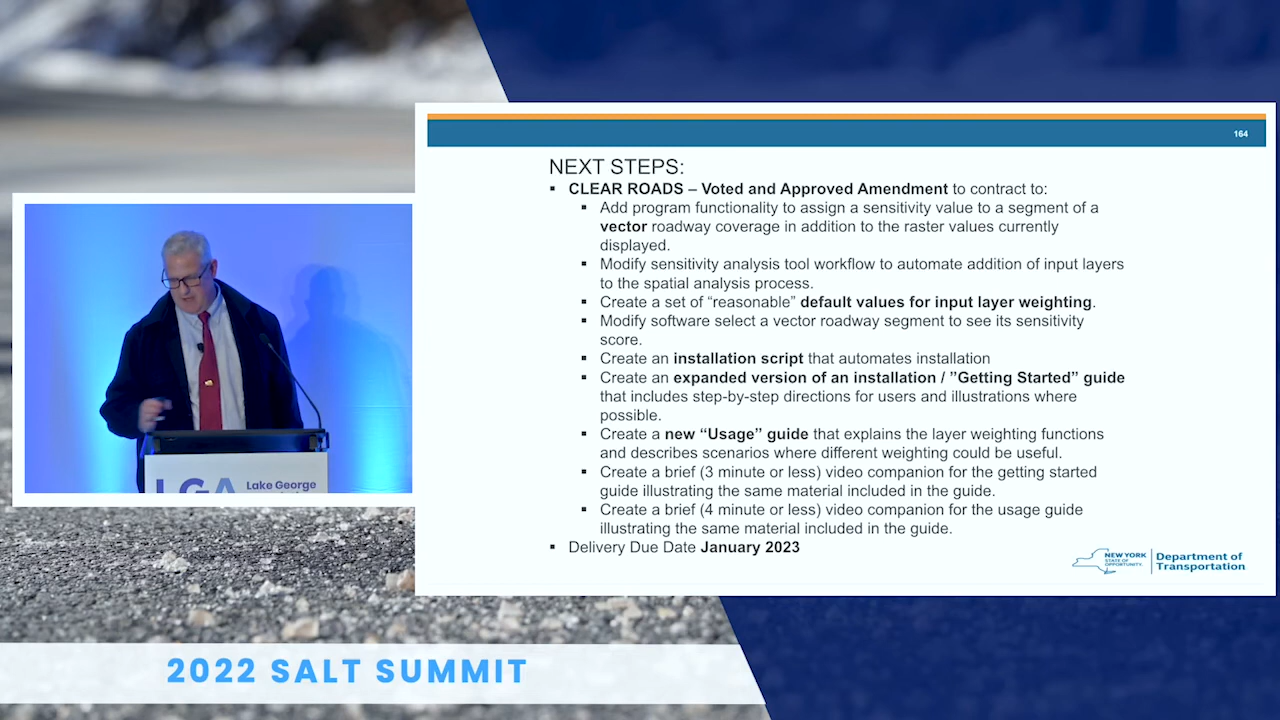 164
NEXT STEPS:
▪ CLEAR ROADS – Voted and Approved Amendment to contract to:
▪ Add program functionality to assign a sensitivity value to a segment of a
vector roadway coverage in addition to the raster values currently
displayed.
▪ Modify sensitivity analysis tool workflow to automate addition of input layers
to the spatial analysis process.
▪ Create a set of “reasonable” default values for input layer weighting.
▪ Modify software select a vector roadway segment to see its sensitivity
score.
▪ Create an installation script that automates installation
▪ Create an expanded version of an installation / ”Getting Started” guide
that includes step-by-step directions for users and illustrations where
possible.
▪ Create a new “Usage” guide that explains the layer weighting functions
and describes scenarios where different weighting could be useful.
▪ Create a brief (3 minute or less) video companion for the getting started
guide illustrating the same material included in the guide.
▪ Create a brief (4 minute or less) video companion for the usage guide
illustrating the same material included in the guide.
▪ Delivery Due Date January 2023
NEW YORK
STATE OF
OPPORTUNITY.
Department of
Transportation
LGA
Lake George
2022 SALT SUMMIT